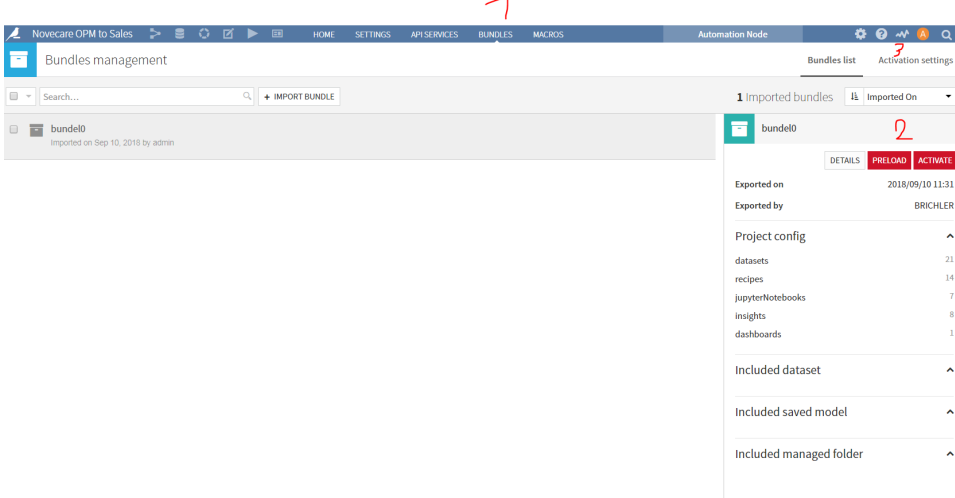 1
Novecare OPM to Sales HOME SETTINGS API SERVICES BUNDLES MACROS Automation Node A
3
Bundles management Bundles list Activation settings
Search... + IMPORT BUNDLE 1 Imported bundles Imported On
bundel0
Imported on Sep 10, 2018 by admin
bundel0 2
DETAILS PRELOAD ACTIVATE
Exported on 2018/09/10 11:31
Exported by BRICHLER
Project config
datasets 21
recipes 14
jupyterNotebooks 7
insights 8
dashboards 1
Included dataset
Included saved model
Included managed folder